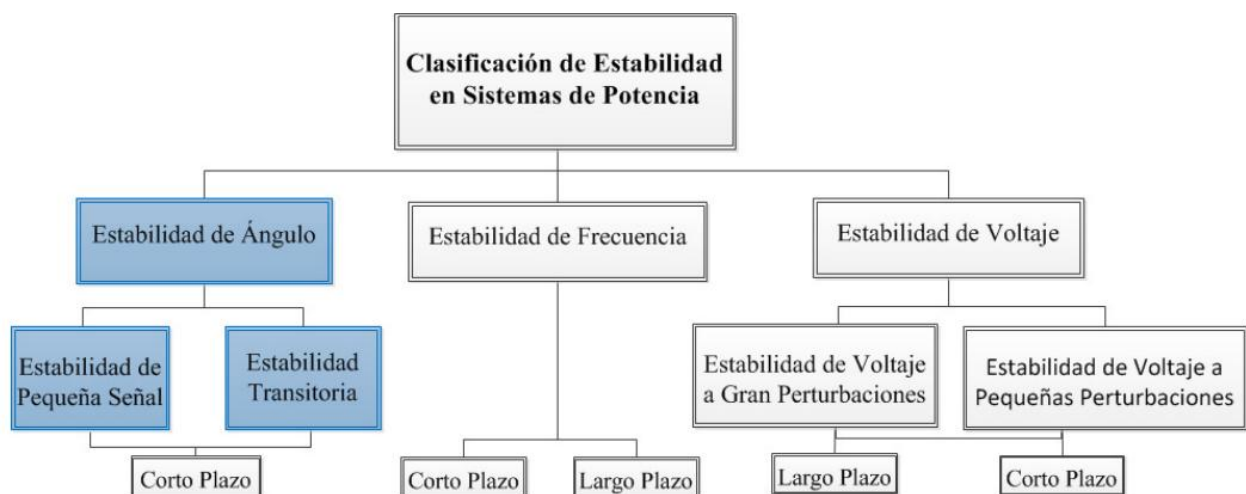 Clasificación de Estabilidad
en Sistemas de Potencia
Estabilidad de Ángulo
Estabilidad de Frecuencia
Estabilidad de Voltaje
Estabilidad de
Pequeña Señal
Estabilidad
Transitoria
Estabilidad de Voltaje
a Gran Perturbaciones
Estabilidad de Voltaje a
Pequeñas Perturbaciones
Corto Plazo
Corto Plazo
Largo Plazo
Largo Plazo
Corto Plazo